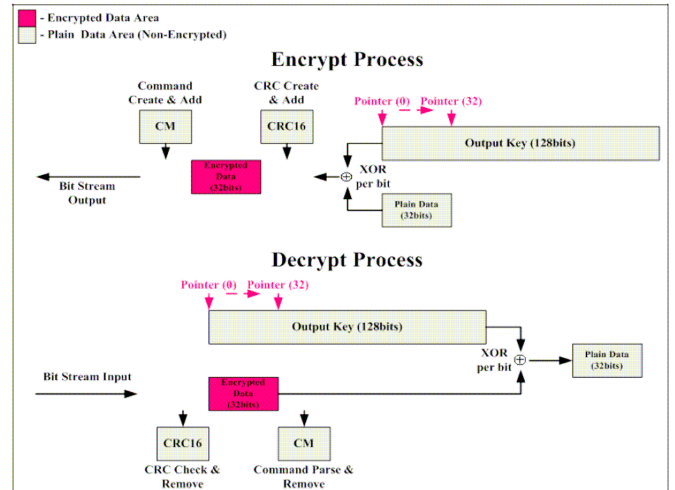 - Encrypted Data Area
- Plain Data Area (Non-Encrypted)
Encrypt Process
Command
Create & Add
CRC Create
& Add
Pointer (0)
Pointer (32)
CM
CRC16
Output Key (128bits)
Encrypted
Data
(32bits)
XOR
per bit
Bit Stream
Output
Plain Data
(32bits)
Decrypt Process
Pointer (0)
Pointer (32)
Output Key (128bits)
XOR
per bit
Plain Data
(32bits)
Bit Stream Input
Encrypted
Data
(32bits)
CRC16
CM
CRC Check &
Remove
Command Parse &
Remove